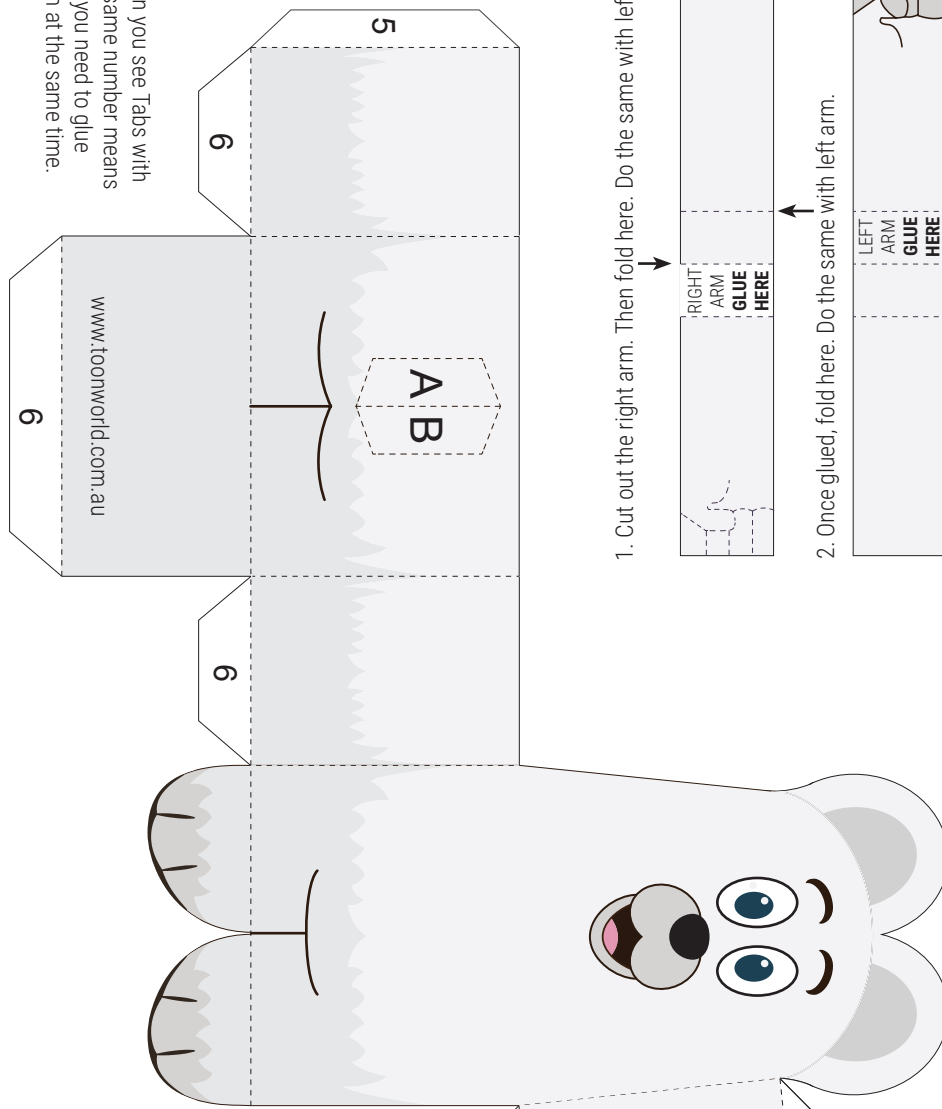 n you see Tabs with
same number means
you need to glue
n at the same time.
5
6
6
6
www.toonworld.com.au
A B
1. Cut out the right arm. Then fold here. Do the same with left
RIGHT
ARM
GLUE
HERE
2. Once glued, fold here. Do the same with left arm.
LEFT
ARM
GLUE
HERE